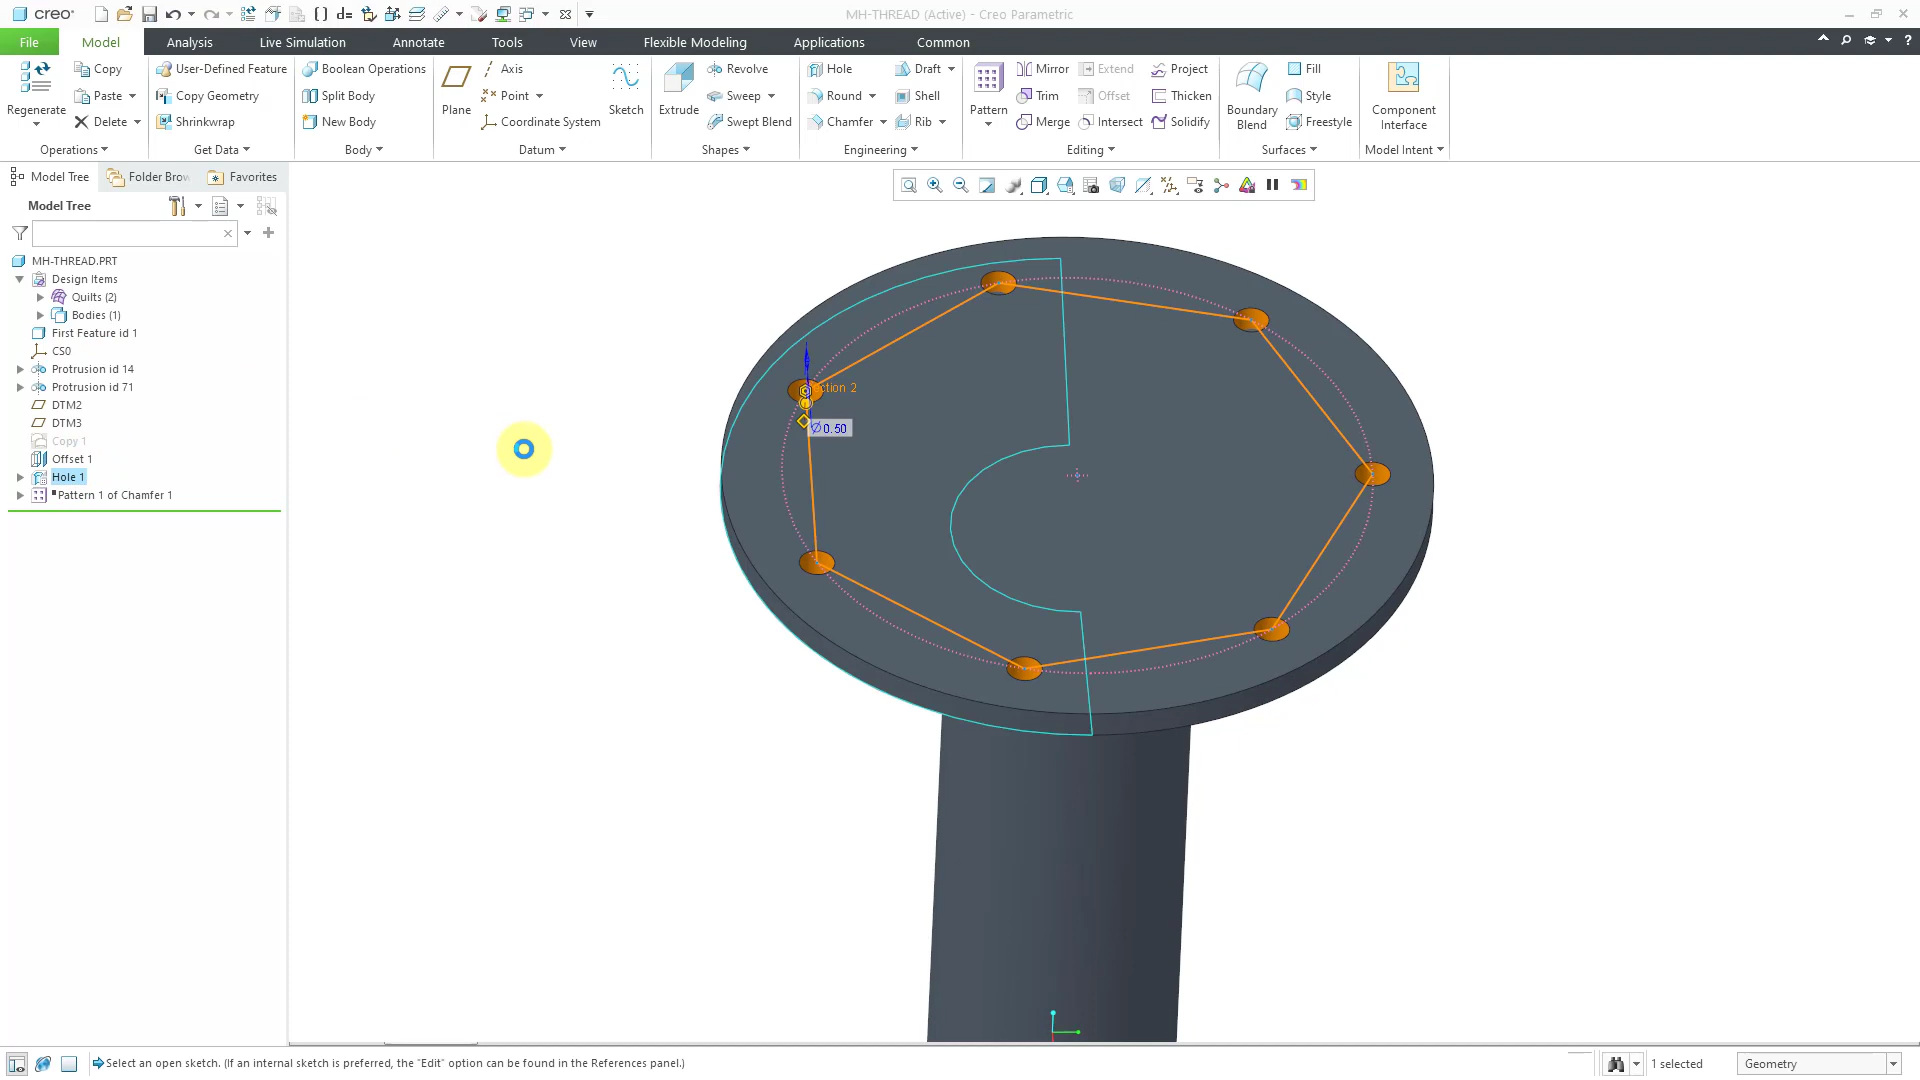 creo
MH-THREAD (Active) - Creo Parametric
File
Model
Analysis
Live Simulation
Annotate
Tools
View
Flexible Modeling
Applications
Common
Regenerate
Copy
Paste
Delete
Operations
User-Defined Feature
Copy Geometry
Shrinkwrap
Get Data
Boolean Operations
Split Body
New Body
Body
Plane
Axis
Point
Coordinate System
Sketch
Datum
Extrude
Revolve
Sweep
Swept Blend
Shapes
Hole
Round
Chamfer
Draft
Shell
Rib
Engineering
Pattern
Mirror
Trim
Merge
Extend
Offset
Intersect
Project
Thicken
Solidify
Editing
Boundary
Blend
Fill
Style
Freestyle
Surfaces
Component
Interface
Model Intent
Model Tree
Folder Brow
Favorites
Model Tree
MH-THREAD.PRT
Design Items
Quilts (2)
Bodies (1)
First Feature id 1
CS0
Protrusion id 14
Protrusion id 71
DTM2
DTM3
Copy 1
Offset 1
Hole 1
Pattern 1 of Chamfer 1
ction 2
∅0.50
Select an open sketch. (If an internal sketch is preferred, the "Edit" option can be found in the References panel.)
1 selected
Geometry